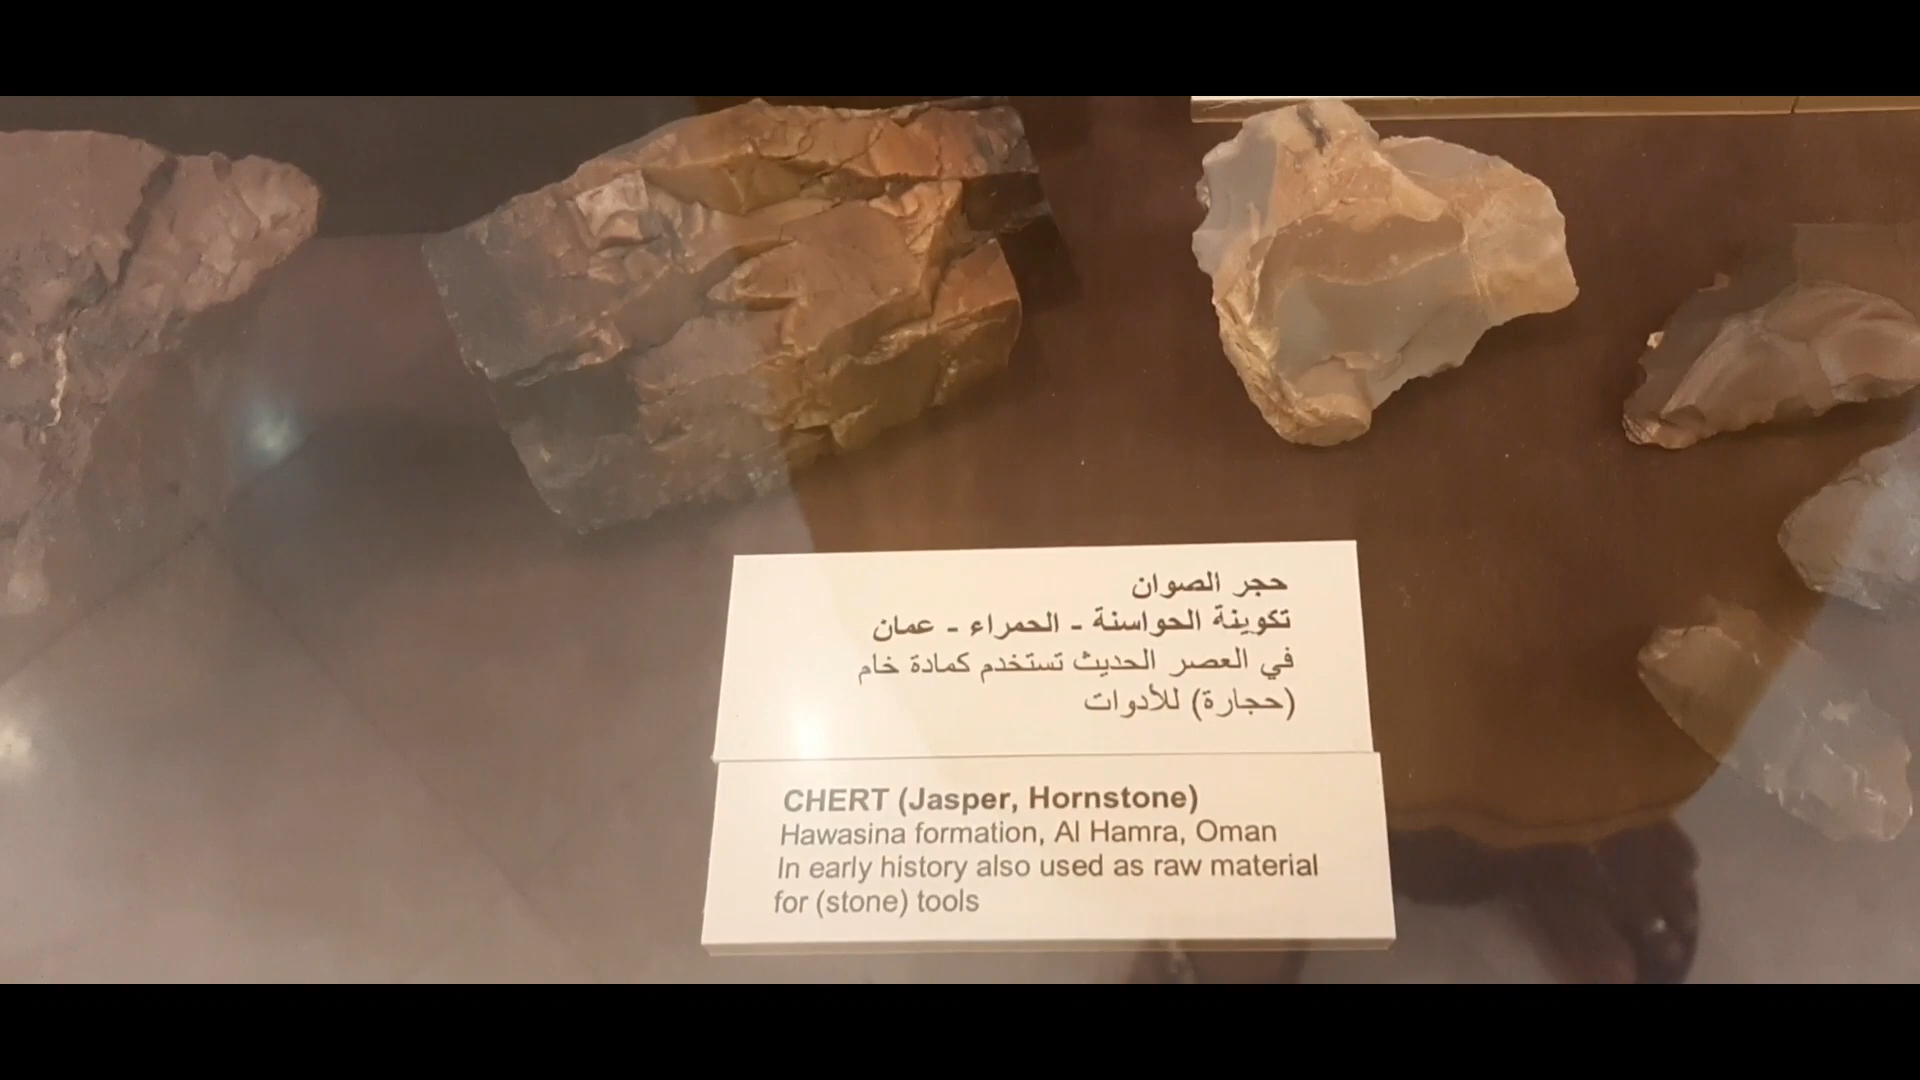 حجر الصوان
تكوينة الحواسنة - الحمراء - عمان
في العصر الحديث تستخدم كمادة خام
(حجارة) للأدوات
CHERT (Jasper, Hornstone)
Hawasina formation, Al Hamra, Oman
In early history also used as raw material
for (stone) tools